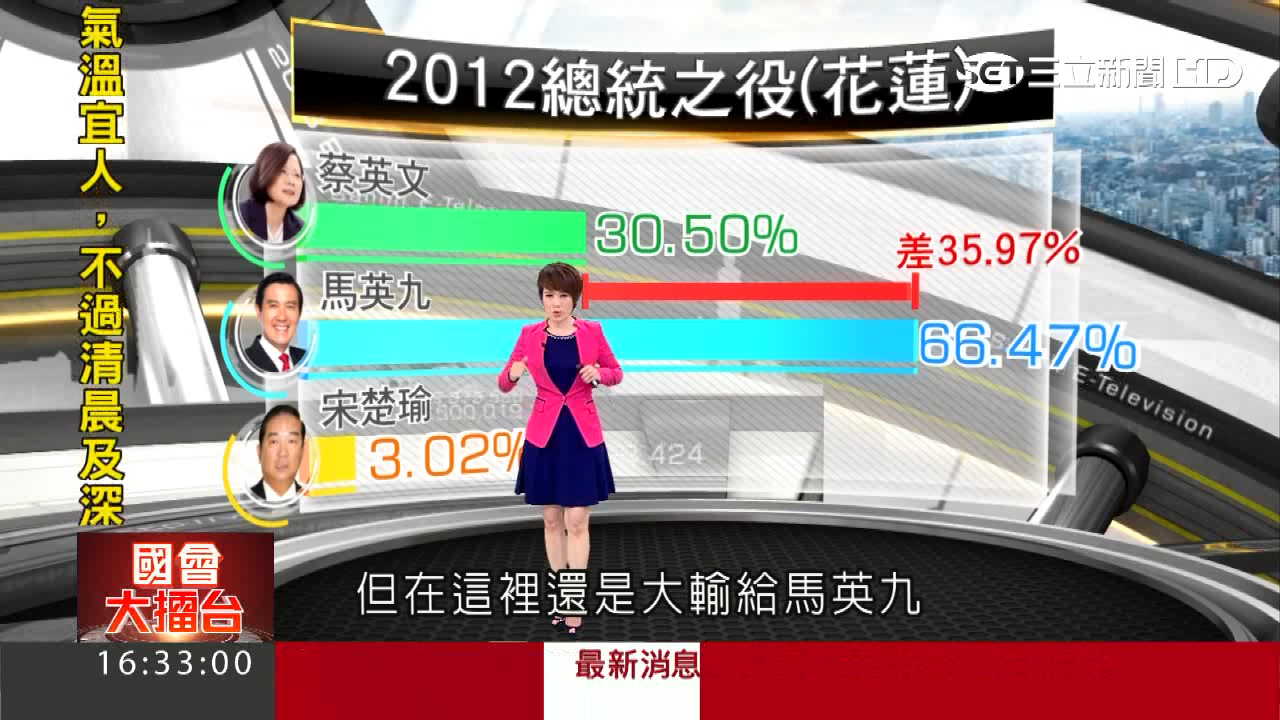 氣溫宜人，不過清晨及深
2012總統之役(花蓮)
SET三立新聞HD
蔡英文
30.50%
差35.97%
馬英九
66.47%
宋楚瑜
3.02%
E-Television
國會
大擂台
但在這裡還是大輸給馬英九
16:33:00
最新消息